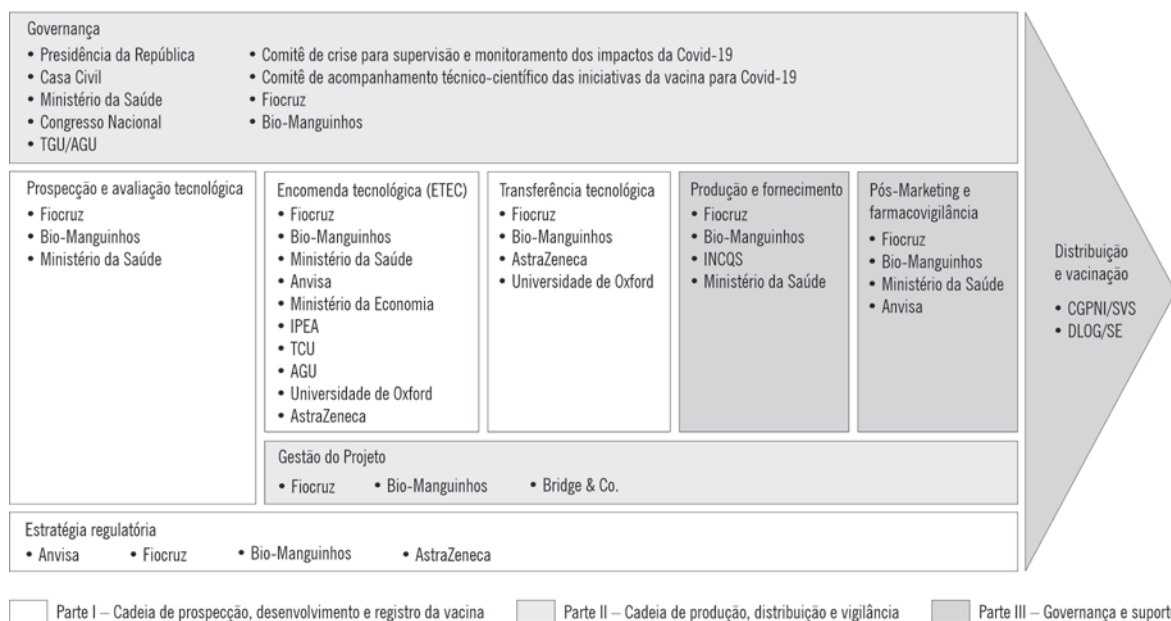 Governança
• Presidência da República
• Casa Civil
• Ministério da Saúde
• Congresso Nacional
• TGU/AGU
• Comitê de crise para supervisão e monitoramento dos impactos da Covid-19
• Comitê de acompanhamento técnico-científico das iniciativas da vacina para Covid-19
• Fiocruz
• Bio-Manguinhos
Prospecção e avaliação tecnológica
• Fiocruz
• Bio-Manguinhos
• Ministério da Saúde
Encomenda tecnológica (ETEC)
• Fiocruz
• Bio-Manguinhos
• Ministério da Saúde
• Anvisa
• Ministério da Economia
• IPEA
• TCU
• AGU
• Universidade de Oxford
• AstraZeneca
Transferência tecnológica
• Fiocruz
• Bio-Manguinhos
• AstraZeneca
• Universidade de Oxford
Produção e fornecimento
• Fiocruz
• Bio-Manguinhos
• INCQS
• Ministério da Saúde
Pós-Marketing e
farmacovigilância
• Fiocruz
• Bio-Manguinhos
• Ministério da Saúde
• Anvisa
Distribuição
e vacinação
• CGPNI/SVS
• DLOG/SE
Gestão do Projeto
• Fiocruz • Bio-Manguinhos • Bridge & Co.
Estratégia regulatória
• Anvisa • Fiocruz • Bio-Manguinhos • AstraZeneca
Parte I – Cadeia de prospecção, desenvolvimento e registro da vacina
Parte II – Cadeia de produção, distribuição e vigilância
Parte III – Governança e suporte